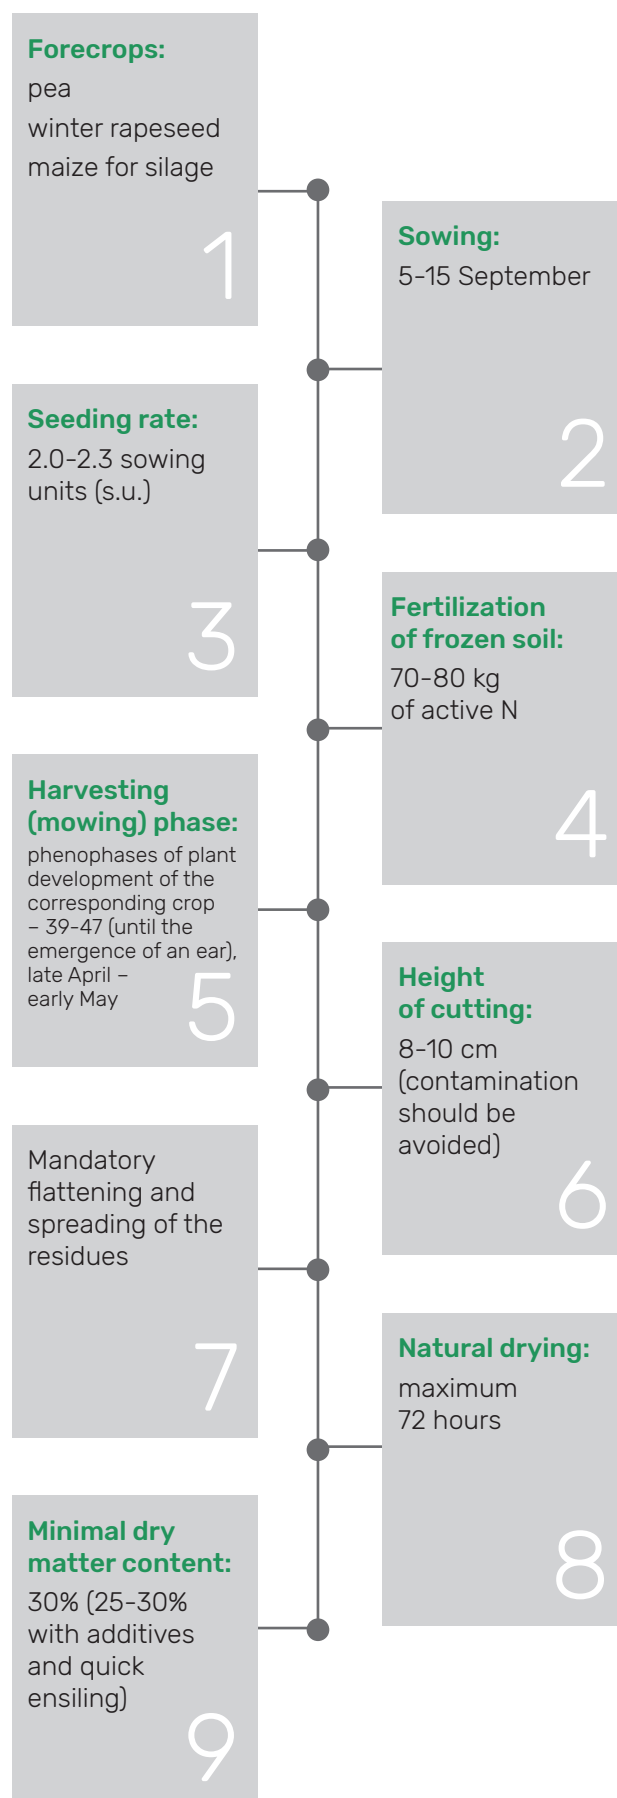 Forecrops:
pea
winter rapeseed
maize for silage
1
Sowing:
5-15 September
2
Seeding rate:
2.0-2.3 sowing
units (s.u.)
3
Fertilization
of frozen soil:
70-80 kg
of active N
4
Harvesting
(mowing) phase:
phenophases of plant
development of the
corresponding crop
– 39-47 (until the
emergence of an ear),
late April –
early May
5
Height
of cutting:
8-10 cm
(contamination
should be
avoided)
6
Mandatory
flattening and
spreading of the
residues
7
Natural drying:
maximum
72 hours
8
Minimal dry
matter content:
30% (25-30%
with additives
and quick
ensiling)
9